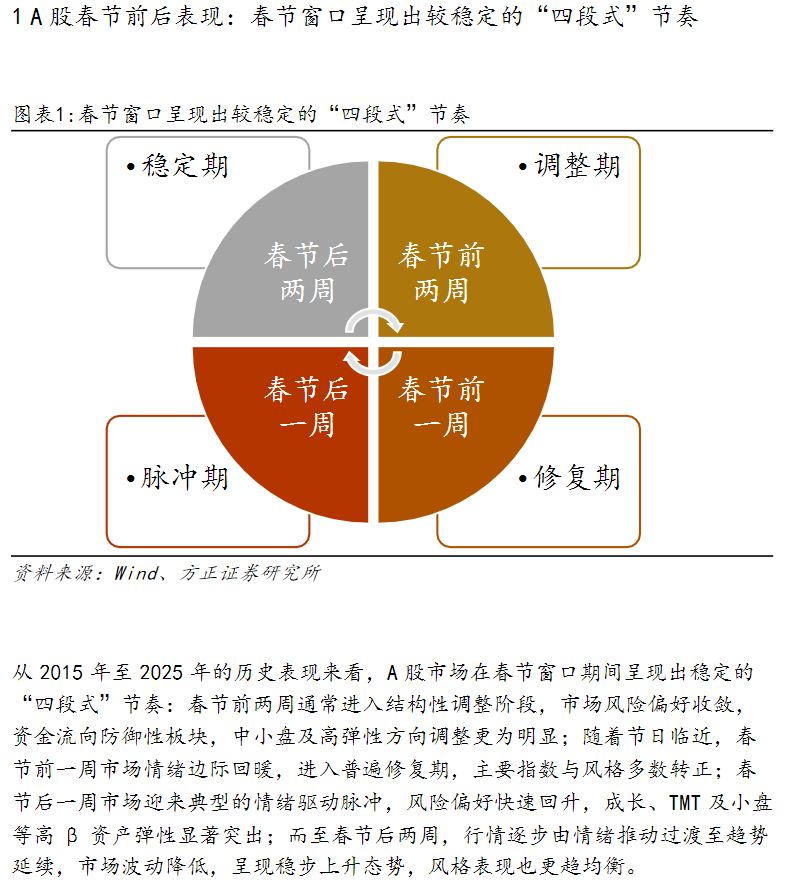 1 A 股春节前后表现：春节窗口呈现出较稳定的“四段式”节奏
图表1:春节窗口呈现出较稳定的“四段式”节奏
•稳定期
•调整期
春节后
两周
春节前
两周
春节后
一周
春节前
一周
•脉冲期
•修复期
资料来源：Wind、方正证券研究所
从 2015 年至 2025 年的历史表现来看，A 股市场在春节窗口期间呈现出稳定的
“四段式”节奏：春节前两周通常进入结构性调整阶段，市场风险偏好收敛，
资金流向防御性板块，中小盘及高弹性方向调整更为明显；随着节日临近，春
节前一周市场情绪边际回暖，进入普遍修复期，主要指数与风格多数转正；春
节后一周市场迎来典型的情绪驱动脉冲，风险偏好快速回升，成长、TMT 及小盘
等高 β 资产弹性显著突出；而至春节后两周，行情逐步由情绪推动过渡至趋势
延续，市场波动降低，呈现稳步上升态势，风格表现也更趋均衡。